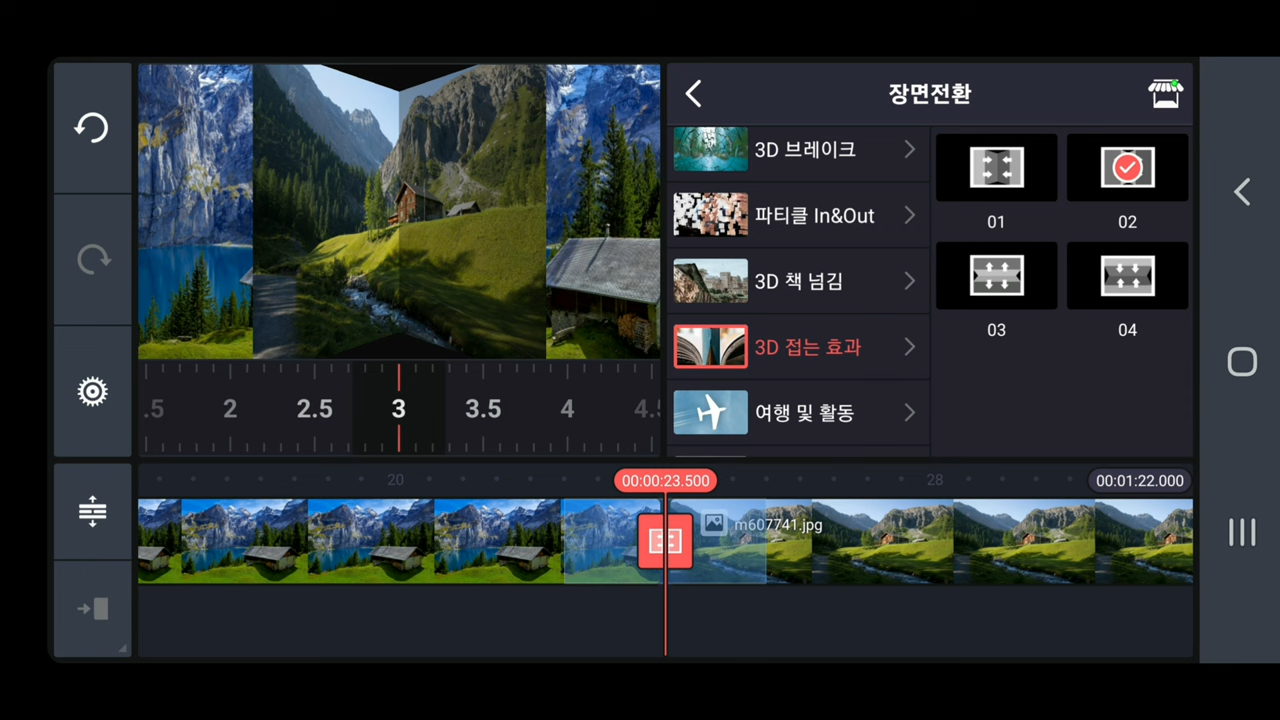 장면전환
3D 브레이크
파티클 In&Out
3D 책 넘김
3D 접는 효과
여행 및 활동
01
02
03
04
.5 2 2.5 3 3.5 4 4.5
20 00:00:23.500 28 00:01:22.000
m607741.jpg